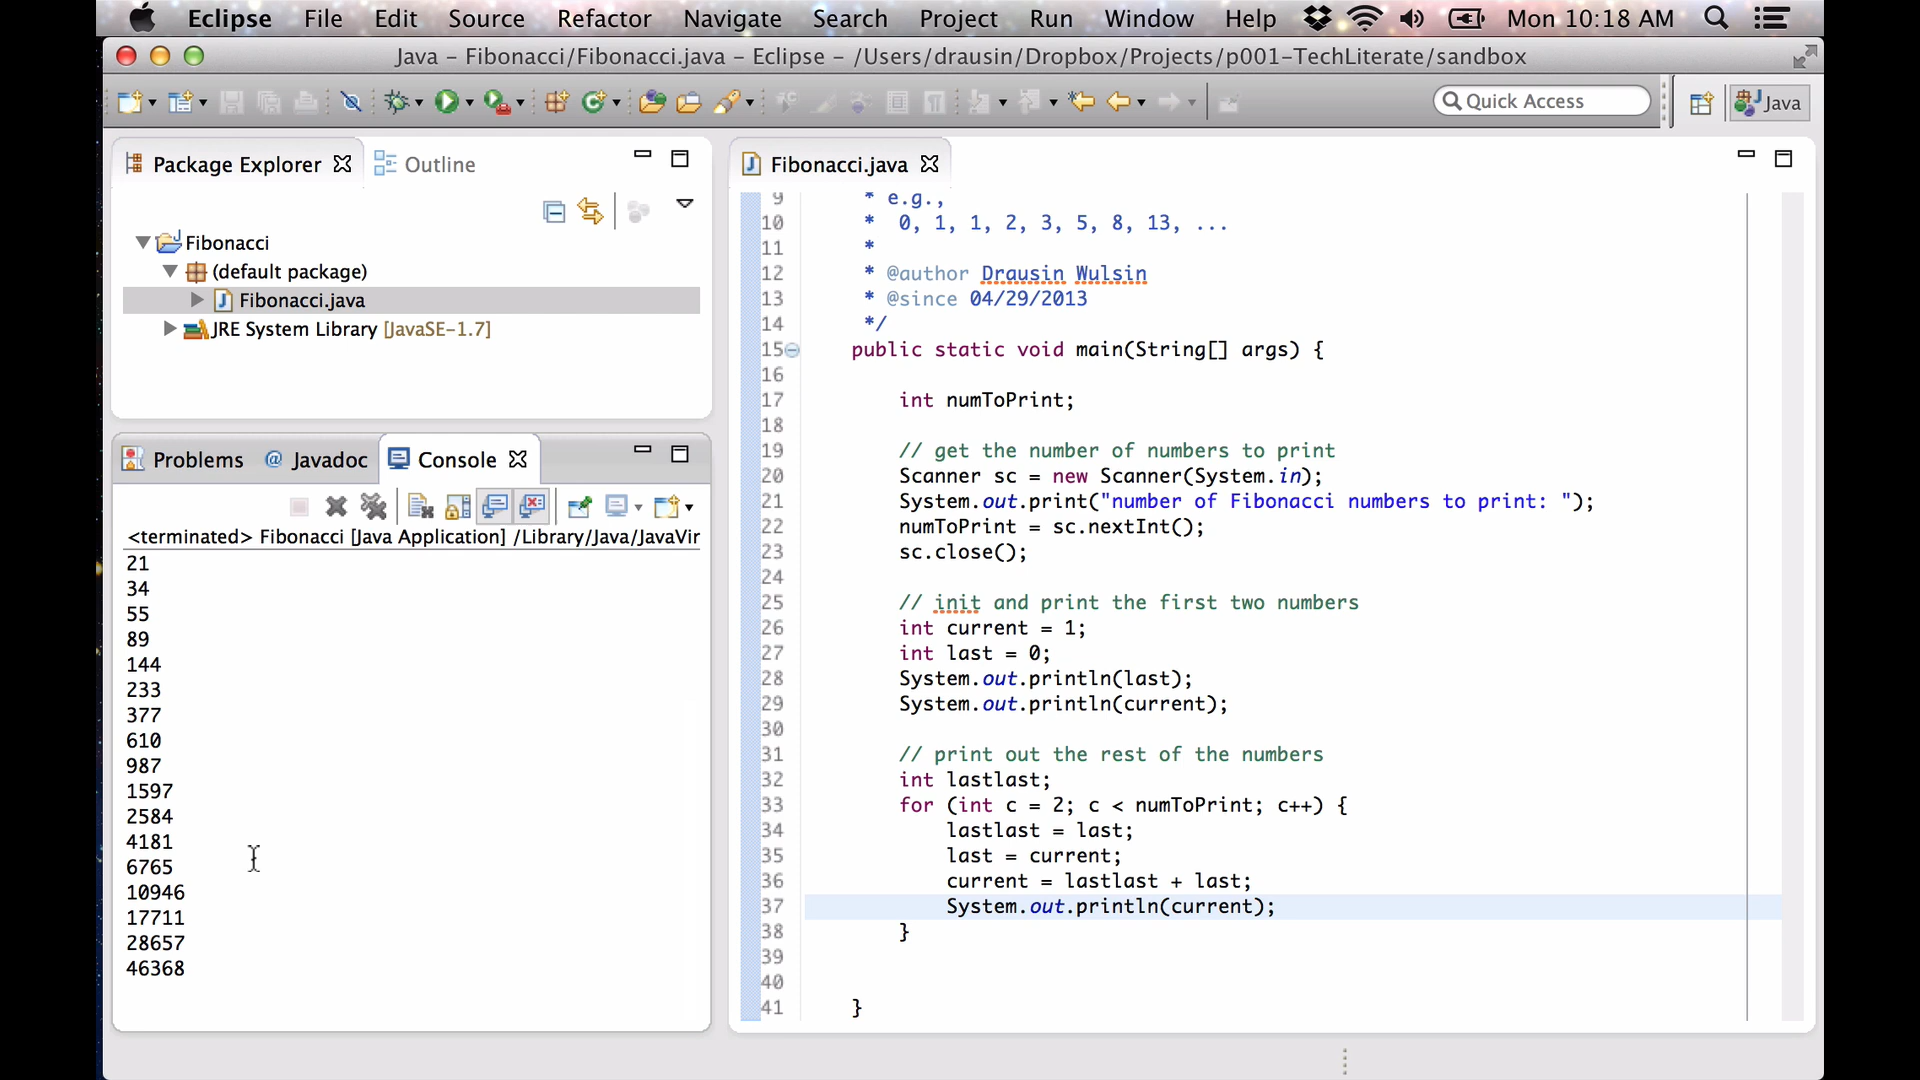 Eclipse File Edit Source Refactor Navigate Search Project Run Window Help Mon 10:18 AM
Java – Fibonacci/Fibonacci.java – Eclipse – /Users/drausin/Dropbox/Projects/p001-TechLiterate/sandbox
Quick Access
Java
Package Explorer
Outline
Fibonacci
(default package)
Fibonacci.java
JRE System Library [JavaSE-1.7]
Problems
@ Javadoc
Console
<terminated> Fibonacci [Java Application] /Library/Java/JavaVir
21
34
55
89
144
233
377
610
987
1597
2584
4181
6765
10946
17711
28657
46368
Fibonacci.java
9 * e.g.,
10 * 0, 1, 1, 2, 3, 5, 8, 13, ...
11 *
12 * @author Drausin Wulsin
13 * @since 04/29/2013
14 */
15 public static void main(String[] args) {
16
17 int numToPrint;
18
19 // get the number of numbers to print
20 Scanner sc = new Scanner(System.in);
21 System.out.print("number of Fibonacci numbers to print: ");
22 numToPrint = sc.nextInt();
23 sc.close();
24
25 // init and print the first two numbers
26 int current = 1;
27 int last = 0;
28 System.out.println(last);
29 System.out.println(current);
30
31 // print out the rest of the numbers
32 int lastlast;
33 for (int c = 2; c < numToPrint; c++) {
34 lastlast = last;
35 last = current;
36 current = lastlast + last;
37 System.out.println(current);
38 }
39
40
41 }